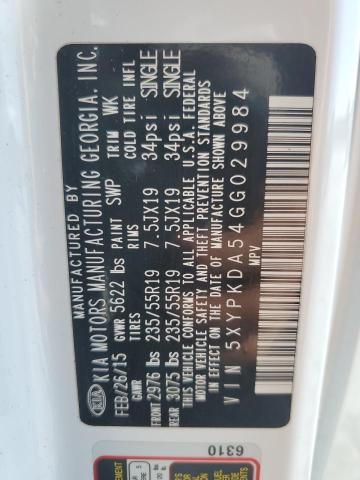 MANUFACTURED BY
KIA KIA MOTORS MANUFACTURING GEORGIA. INC.
FEB/26/15 GVWR 5622 lbs PAINT SWP TRIM WK
GAWR TIRES RIMS COLD TIRE INFL
FRONT 2976 lbs 235/55R19 7.5JX19 34psi SINGLE
REAR 3075 lbs 235/55R19 7.5JX19 34psi SINGLE
THIS VEHICLE CONFORMS TO ALL APPLICABLE U.S.A. FEDERAL
MOTOR VEHICLE SAFETY AND THEFT PREVENTION STANDARDS
IN EFFECT ON THE DATE OF MANUFACTURE SHOWN ABOVE
VIN 5XYPKDA54GG029984
MPV
6310